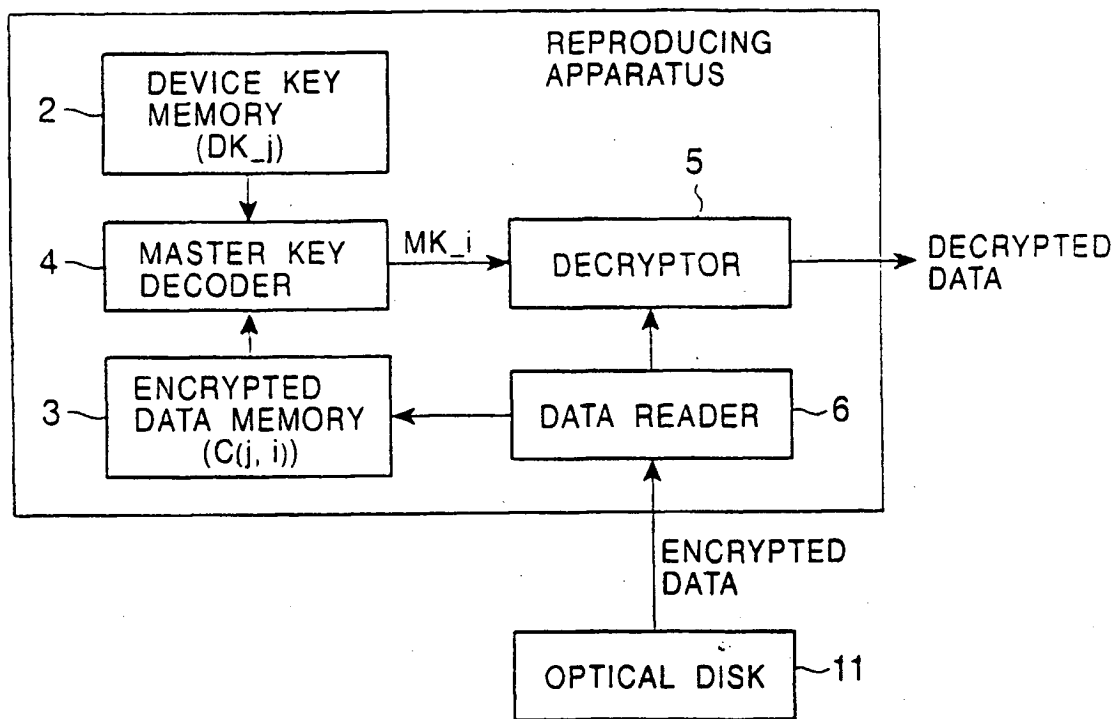 REPRODUCING
APPARATUS
DEVICE KEY
MEMORY
(DK_j)
2
5
4
MASTER KEY
DECODER
MK_i
DECRYPTOR
DECRYPTED
DATA
3
ENCRYPTED
DATA MEMORY
(C(j, i))
DATA READER
6
ENCRYPTED
DATA
OPTICAL DISK
11